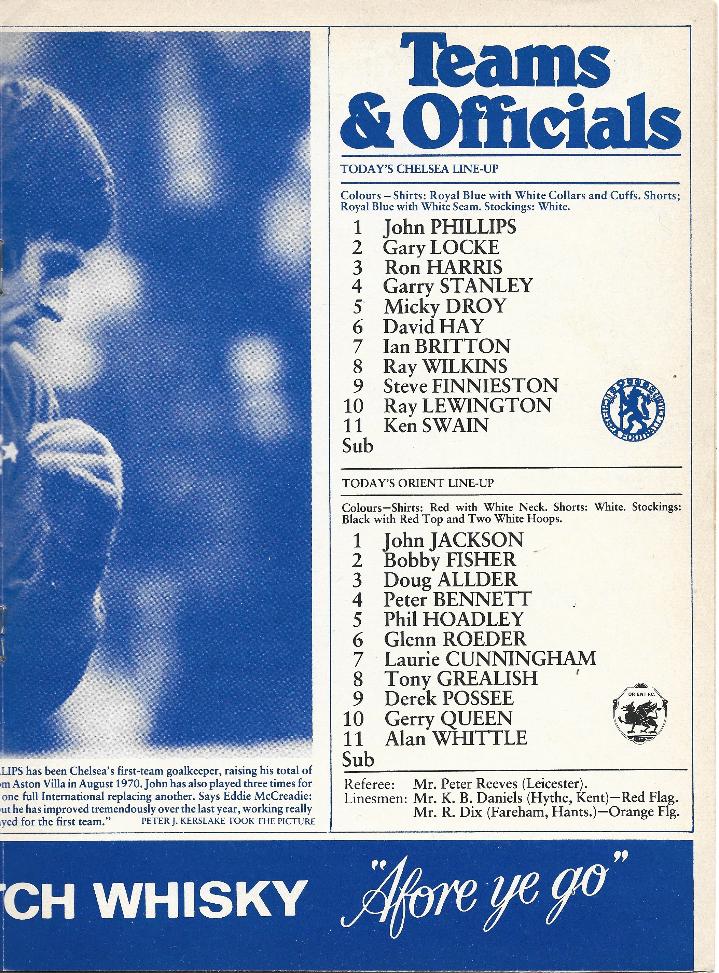 Teams
& Officials
TODAY'S CHELSEA LINE-UP
Colours – Shirts: Royal Blue with White Collars and Cuffs. Shorts;
Royal Blue with White Seam. Stockings: White.
1 John PHILLIPS
2 Gary LOCKE
3 Ron HARRIS
4 Garry STANLEY
5 Micky DROY
6 David HAY
7 Ian BRITTON
8 Ray WILKINS
9 Steve FINNIESTON
10 Ray LEWINGTON
11 Ken SWAIN
Sub
TODAY'S ORIENT LINE-UP
Colours–Shirts: Red with White Neck. Shorts: White. Stockings:
Black with Red Top and Two White Hoops.
1 John JACKSON
2 Bobby FISHER
3 Doug ALLDER
4 Peter BENNETT
5 Phil HOADLEY
6 Glenn ROEDER
7 Laurie CUNNINGHAM
8 Tony GREALISH
9 Derek POSSEE
10 Gerry QUEEN
11 Alan WHITTLE
Sub
ORIENT F.C.
Referee: Mr. Peter Reeves (Leicester).
Linesmen: Mr. K. B. Daniels (Hythe, Kent)—Red Flag.
Mr. R. Dix (Fareham, Hants.)—Orange Flg.
LIPS has been Chelsea's first-team goalkeeper, raising his total of
m Aston Villa in August 1970. John has also played three times for
one full International replacing another. Says Eddie McCreadie:
ut he has improved tremendously over the last year, working really
yed for the first team."
PETER J. KERSLAKE TOOK THE PICTURE
TCH WHISKY
"Afore ye go"